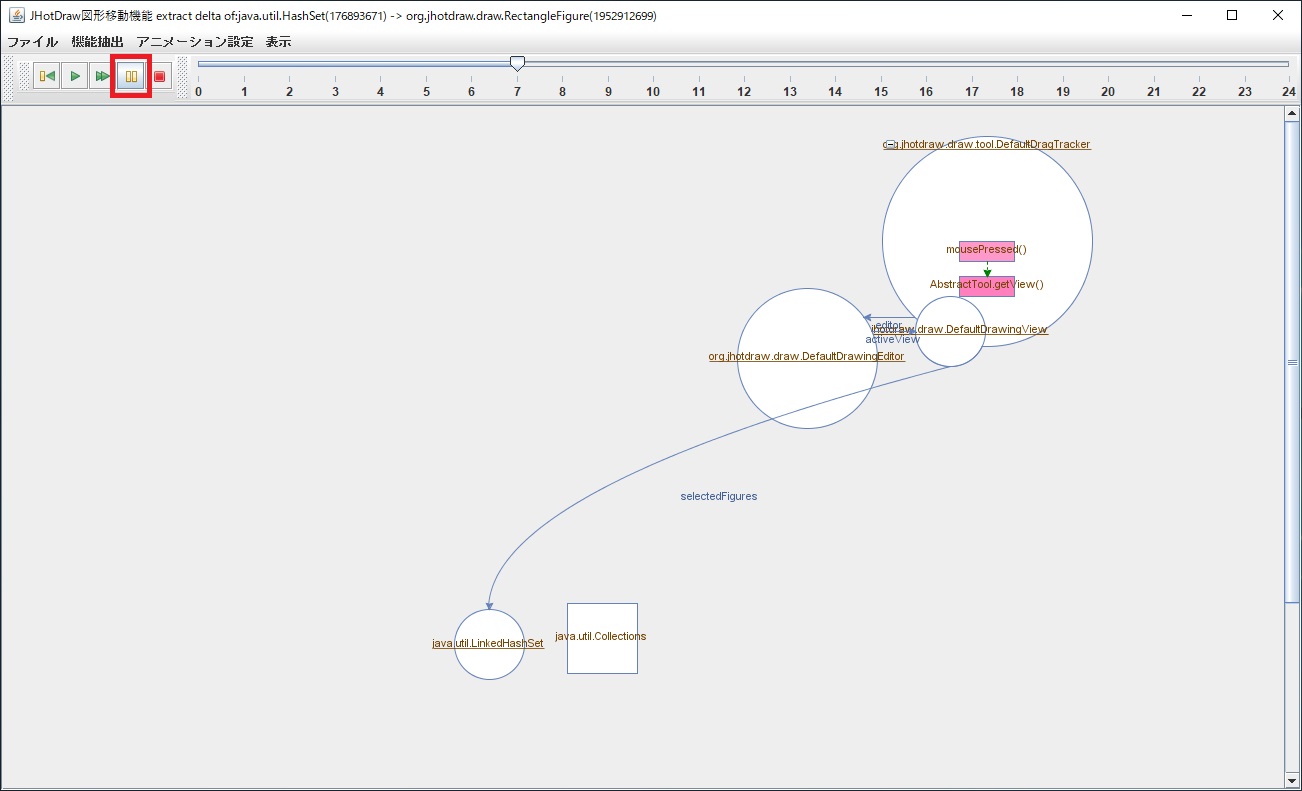 JHotDraw図形移動機能 extract delta of:java.util.HashSet(176893671) -> org.jhotdraw.draw.RectangleFigure(1952912699)
ファイル 機能抽出 アニメーション設定 表示
0 1 2 3 4 5 6 7 8 9 10 11 12 13 14 15 16 17 18 19 20 21 22 23 24
org.jhotdraw.draw.tool.DefaultDragTracker
mousePressed()
AbstractTool.getView()
editor
jhotdraw.draw.DefaultDrawingView
activeView
org.jhotdraw.draw.DefaultDrawingEditor
selectedFigures
java.util.Collections
java.util.LinkedHashSet